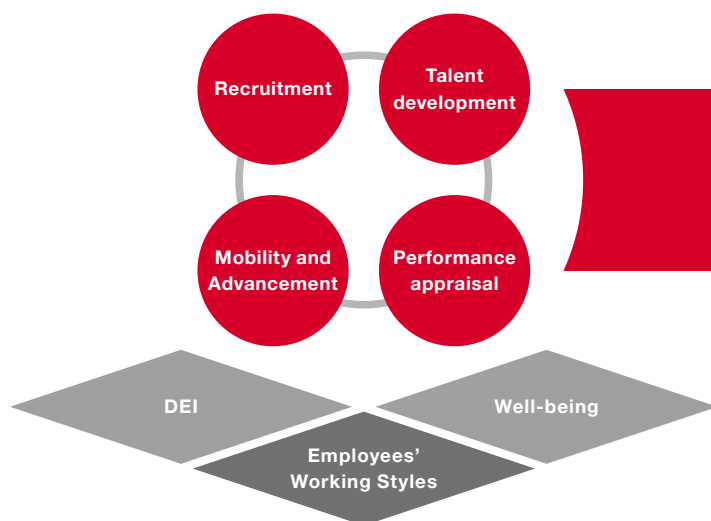 Recruitment
Talent
development
Mobility and
Advancement
Performance
appraisal
DEI
Well-being
Employees’
Working Styles